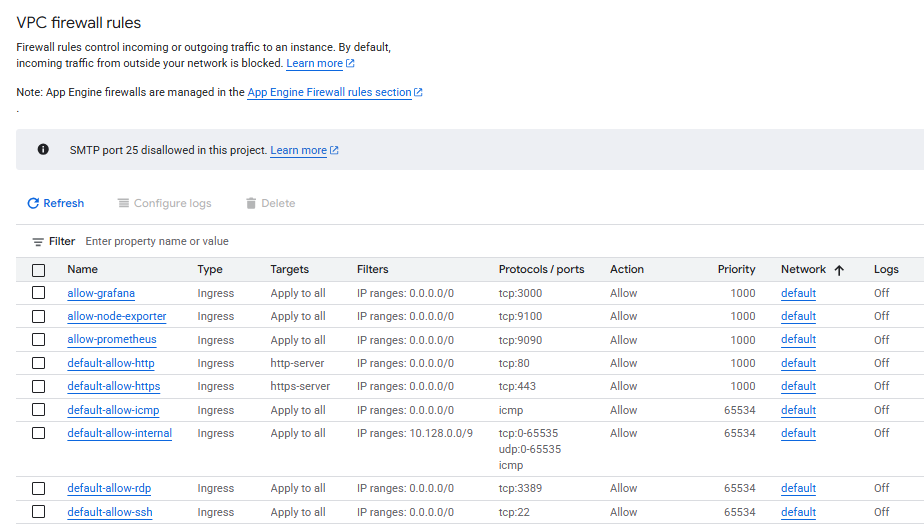 VPC firewall rules
Firewall rules control incoming or outgoing traffic to an instance. By default,
incoming traffic from outside your network is blocked. Learn more
Note: App Engine firewalls are managed in the App Engine Firewall rules section
.
SMTP port 25 disallowed in this project. Learn more
Refresh Configure logs Delete
Filter Enter property name or value
Name Type Targets Filters Protocols / ports Action Priority Network Logs
allow-grafana Ingress Apply to all IP ranges: 0.0.0.0/0 tcp:3000 Allow 1000 default Off
allow-node-exporter Ingress Apply to all IP ranges: 0.0.0.0/0 tcp:9100 Allow 1000 default Off
allow-prometheus Ingress Apply to all IP ranges: 0.0.0.0/0 tcp:9090 Allow 1000 default Off
default-allow-http Ingress http-server IP ranges: 0.0.0.0/0 tcp:80 Allow 1000 default Off
default-allow-https Ingress https-server IP ranges: 0.0.0.0/0 tcp:443 Allow 1000 default Off
default-allow-icmp Ingress Apply to all IP ranges: 0.0.0.0/0 icmp Allow 65534 default Off
default-allow-internal Ingress Apply to all IP ranges: 10.128.0.0/9 tcp:0-65535 Allow 65534 default Off
udp:0-65535
icmp
default-allow-rdp Ingress Apply to all IP ranges: 0.0.0.0/0 tcp:3389 Allow 65534 default Off
default-allow-ssh Ingress Apply to all IP ranges: 0.0.0.0/0 tcp:22 Allow 65534 default Off